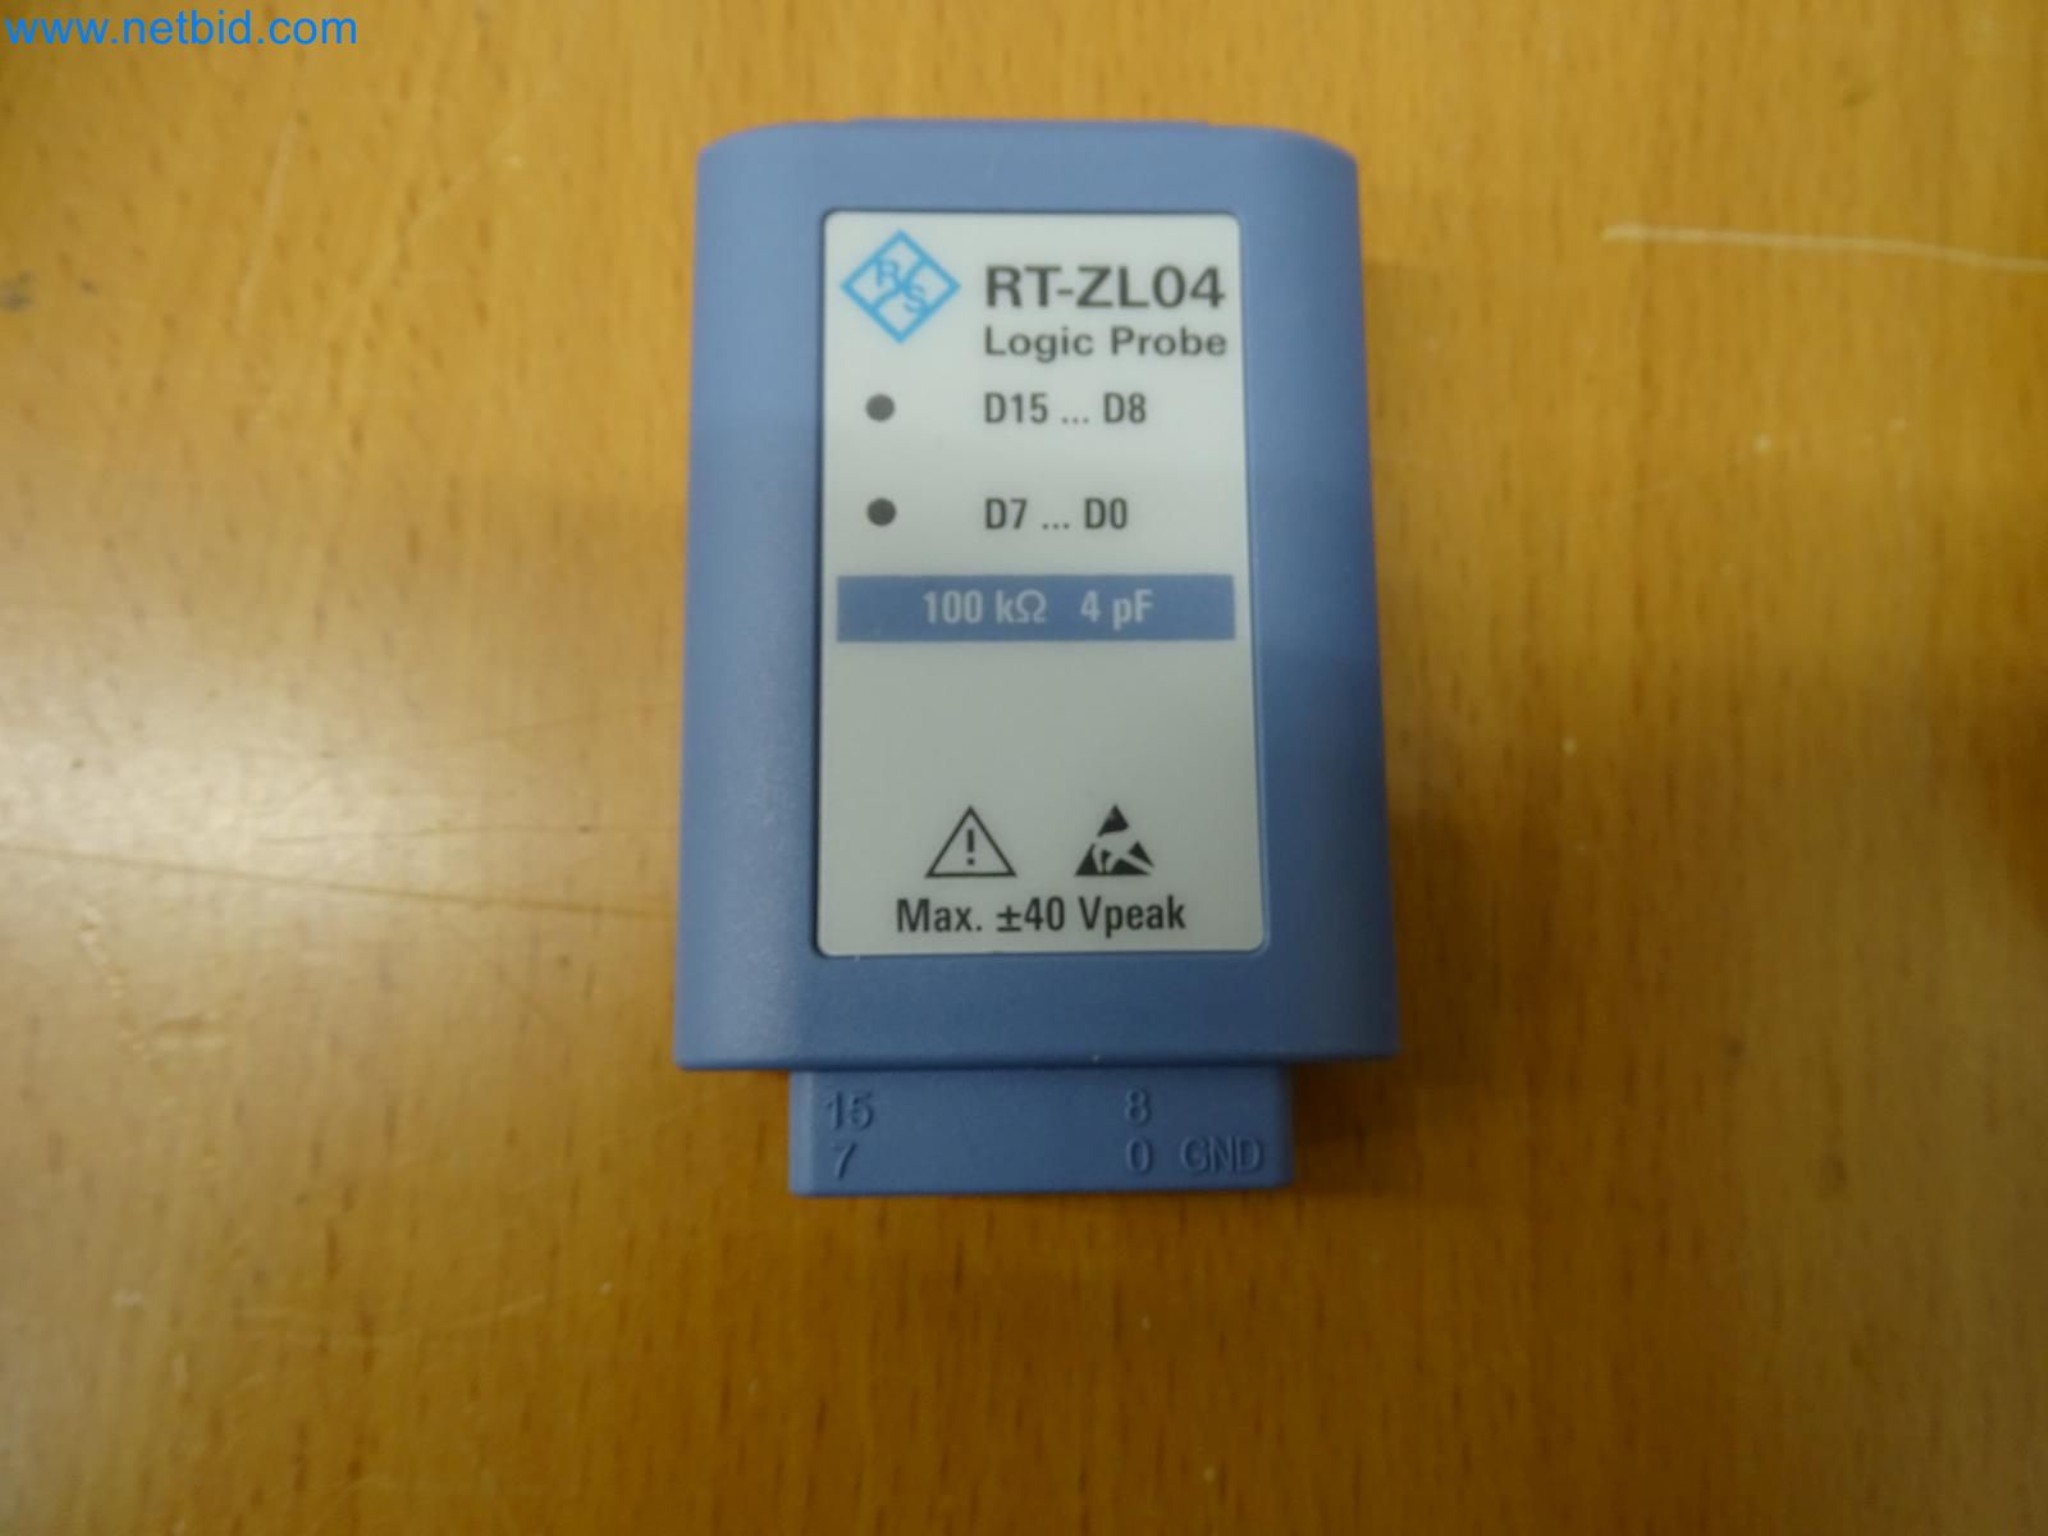 www.netbid.com
R S
RT-ZL04
Logic Probe
D15 ... D8
D7 ... D0
100 kΩ 4 pF
Max. ±40 Vpeak
15 8
7 0 GND